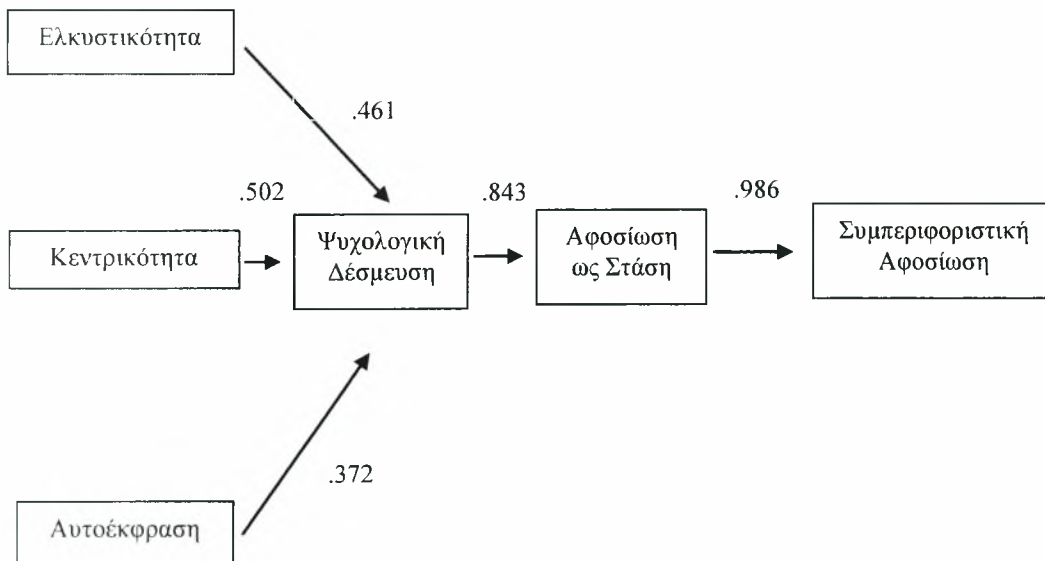 Ελκυστικότητα
.461
.502
.843
.986
Κεντρικότητα
Ψυχολογική
Δέσμευση
Αφοσίωση
ως Στάση
Συμπεριφοριστική
Αφοσίωση
.372
Αυτοέκφραση